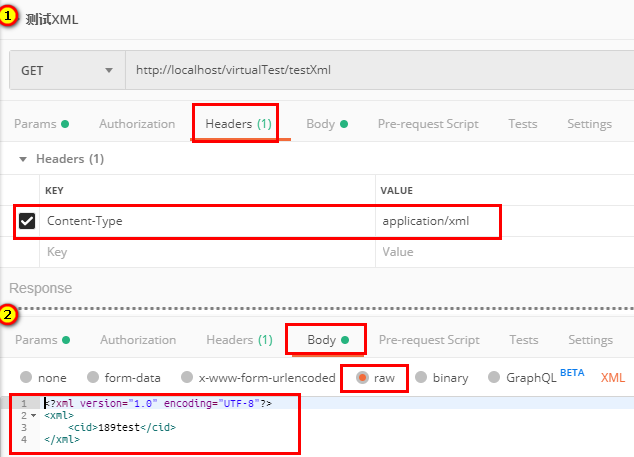 1 测试XML
GET http://localhost/virtualTest/testXml
Params Authorization Headers (1) Body Pre-request Script Tests Settings
Headers (1)
KEY VALUE
Content-Type application/xml
Key Value
Response
2
Params Authorization Headers (1) Body Pre-request Script Tests Settings
none form-data x-www-form-urlencoded raw binary GraphQL BETA XML
1 <?xml version="1.0" encoding="UTF-8"?>
2 <xml>
3 <cid>189test</cid>
4 </xml>